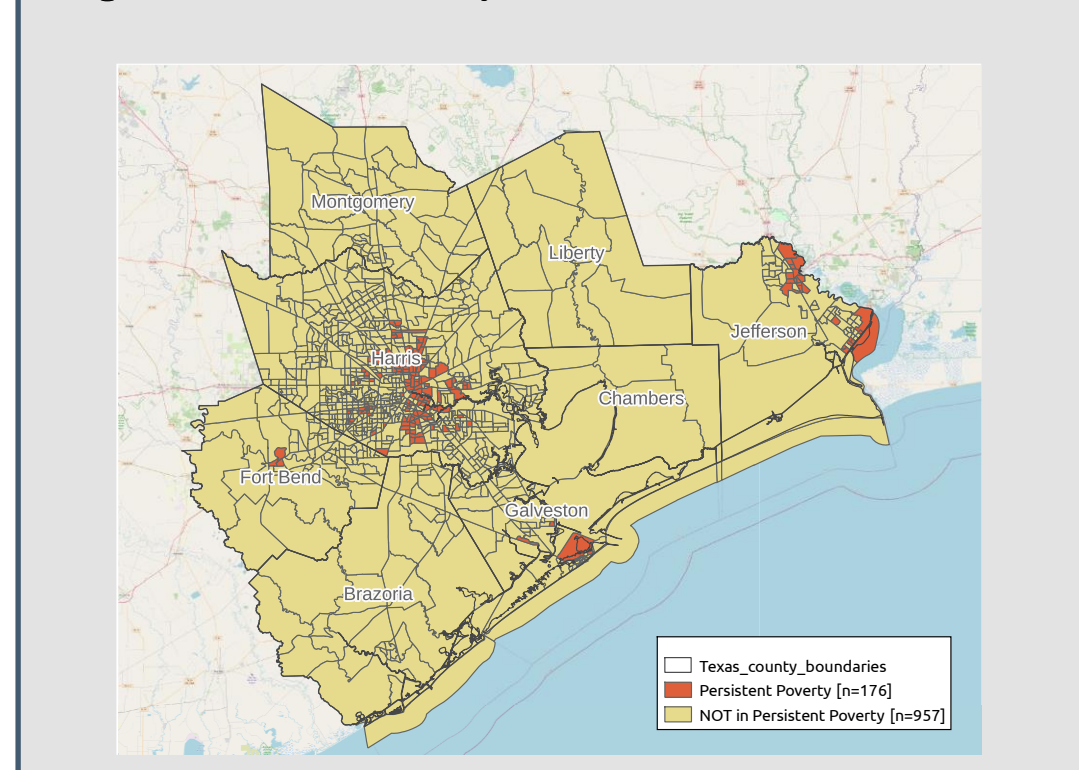 Montgomery
Liberty
Jefferson
Harris
Chambers
Fort Bend
Galveston
Brazoria
Texas_county_boundaries
Persistent Poverty [n=176]
NOT in Persistent Poverty [n=957]